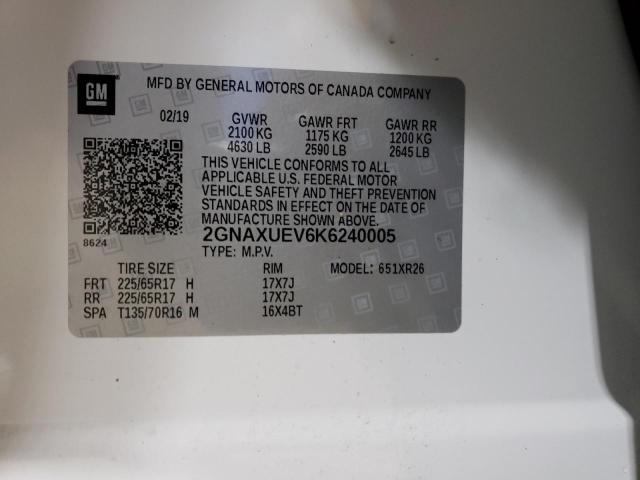 GM
MFD BY GENERAL MOTORS OF CANADA COMPANY
02/19 GVWR GAWR FRT GAWR RR
2100 KG 1175 KG 1200 KG
4630 LB 2590 LB 2645 LB
THIS VEHICLE CONFORMS TO ALL
APPLICABLE U.S. FEDERAL MOTOR
VEHICLE SAFETY AND THEFT PREVENTION
STANDARDS IN EFFECT ON THE DATE OF
MANUFACTURE SHOWN ABOVE.
8624 2GNAXUEV6K6240005
TYPE: M.P.V.
TIRE SIZE RIM MODEL: 651XR26
FRT 225/65R17 H 17X7J
RR 225/65R17 H 17X7J
SPA T135/70R16 M 16X4BT